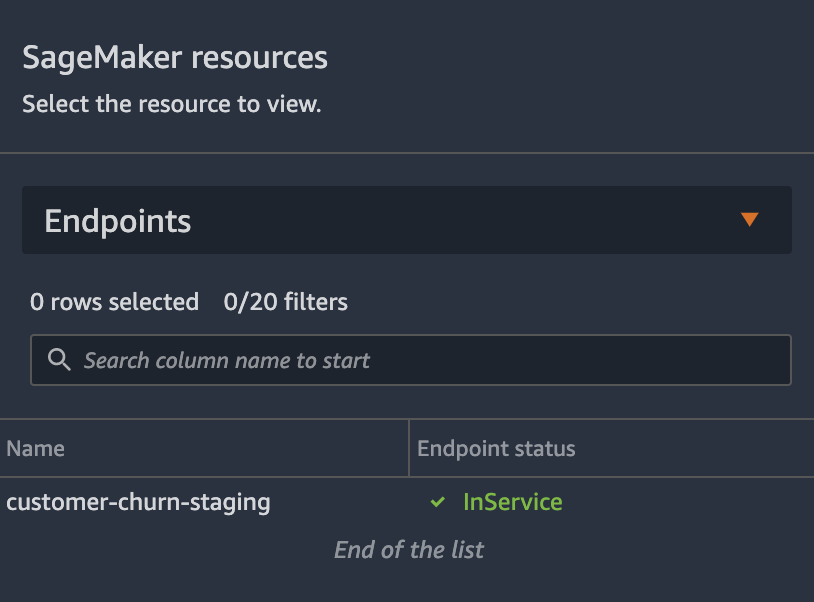 SageMaker resources
Select the resource to view.
Endpoints
0 rows selected 0/20 filters
Search column name to start
Name Endpoint status
customer-churn-staging InService
End of the list